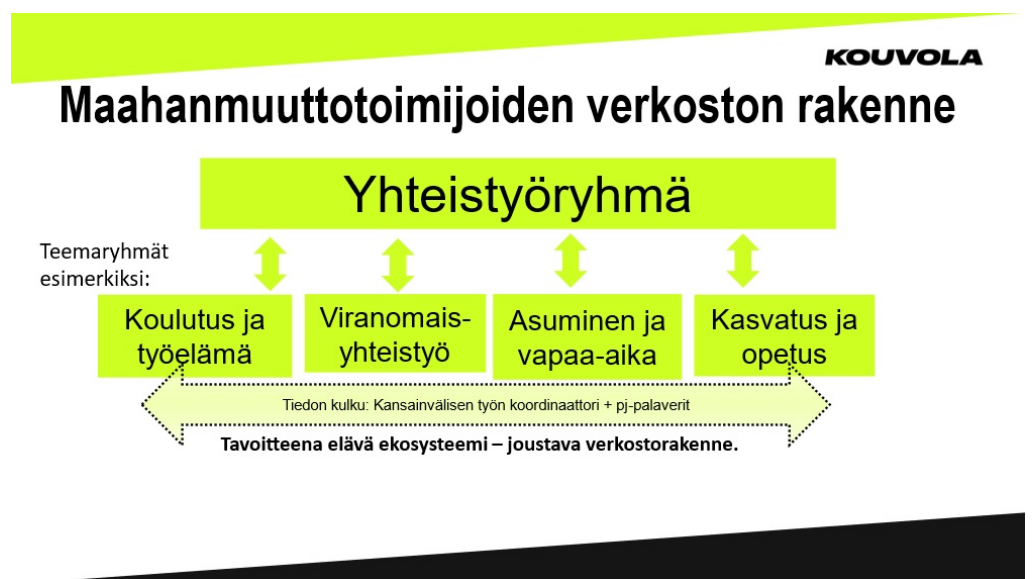 KOUVOLA
Maahanmuuttotoimijoiden verkoston rakenne
Yhteistyöryhmä
Teemaryhmät
esimerkiksi:
Koulutus ja
työelämä
Viranomais-
yhteistyö
Asuminen ja
vapaa-aika
Kasvatus ja
opetus
Tiedon kulku: Kansainvälisen työn koordinaattori + pj-palaverit
Tavoitteena elävä ekosysteemi – joustava verkostorakenne.